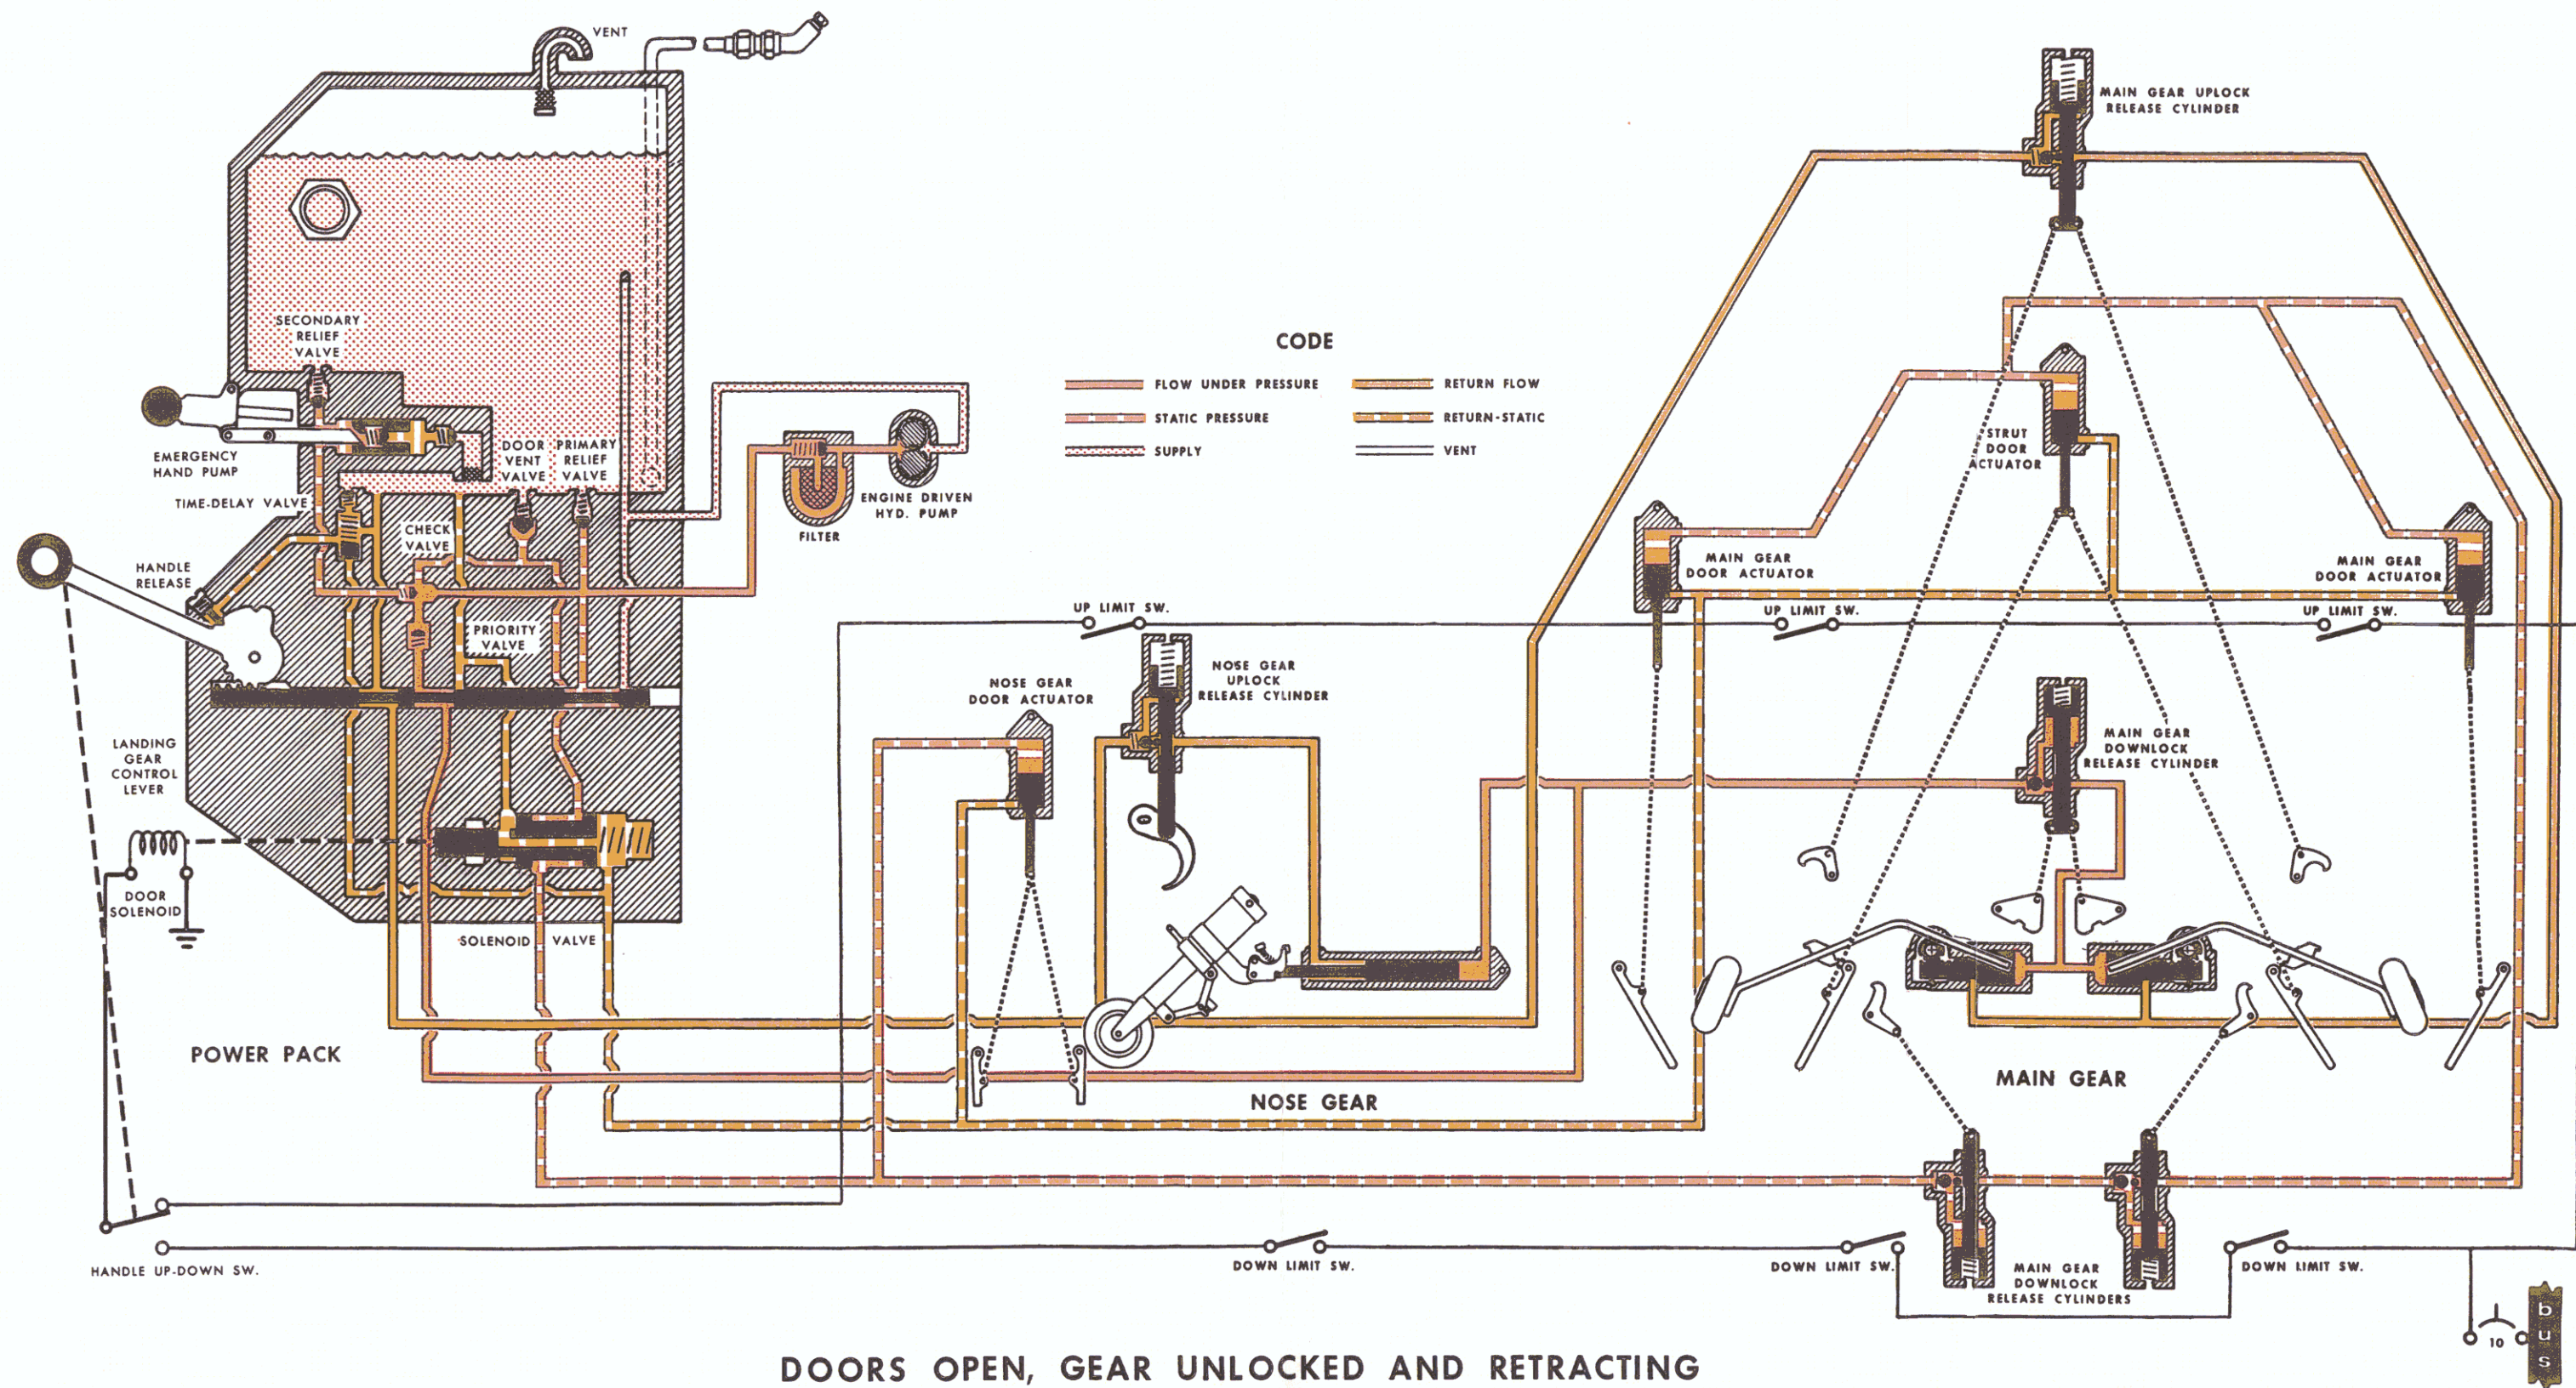 VENT
MAIN GEAR UPLOCK
RELEASE CYLINDER
SECONDARY
RELIEF
VALVE
CODE
FLOW UNDER PRESSURE
RETURN FLOW
STATIC PRESSURE
RETURN-STATIC
SUPPLY
VENT
EMERGENCY
HAND PUMP
DOOR
VENT
VALVE
PRIMARY
RELIEF
VALVE
STRUT
DOOR
ACTUATOR
TIME-DELAY VALVE
ENGINE DRIVEN
HYD. PUMP
FILTER
CHECK
VALVE
HANDLE
RELEASE
MAIN GEAR
DOOR ACTUATOR
MAIN GEAR
DOOR ACTUATOR
UP LIMIT SW.
UP LIMIT SW.
UP LIMIT SW.
PRIORITY
VALVE
NOSE GEAR
UPLOCK
RELEASE CYLINDER
NOSE GEAR
DOOR ACTUATOR
LANDING
GEAR
CONTROL
LEVER
MAIN GEAR
DOWNLOCK
RELEASE CYLINDER
DOOR
SOLENOID
SOLENOID VALVE
POWER PACK
NOSE GEAR
MAIN GEAR
HANDLE UP-DOWN SW.
DOWN LIMIT SW.
DOWN LIMIT SW.
MAIN GEAR
DOWNLOCK
RELEASE CYLINDERS
DOWN LIMIT SW.
10
bus
DOORS OPEN, GEAR UNLOCKED AND RETRACTING